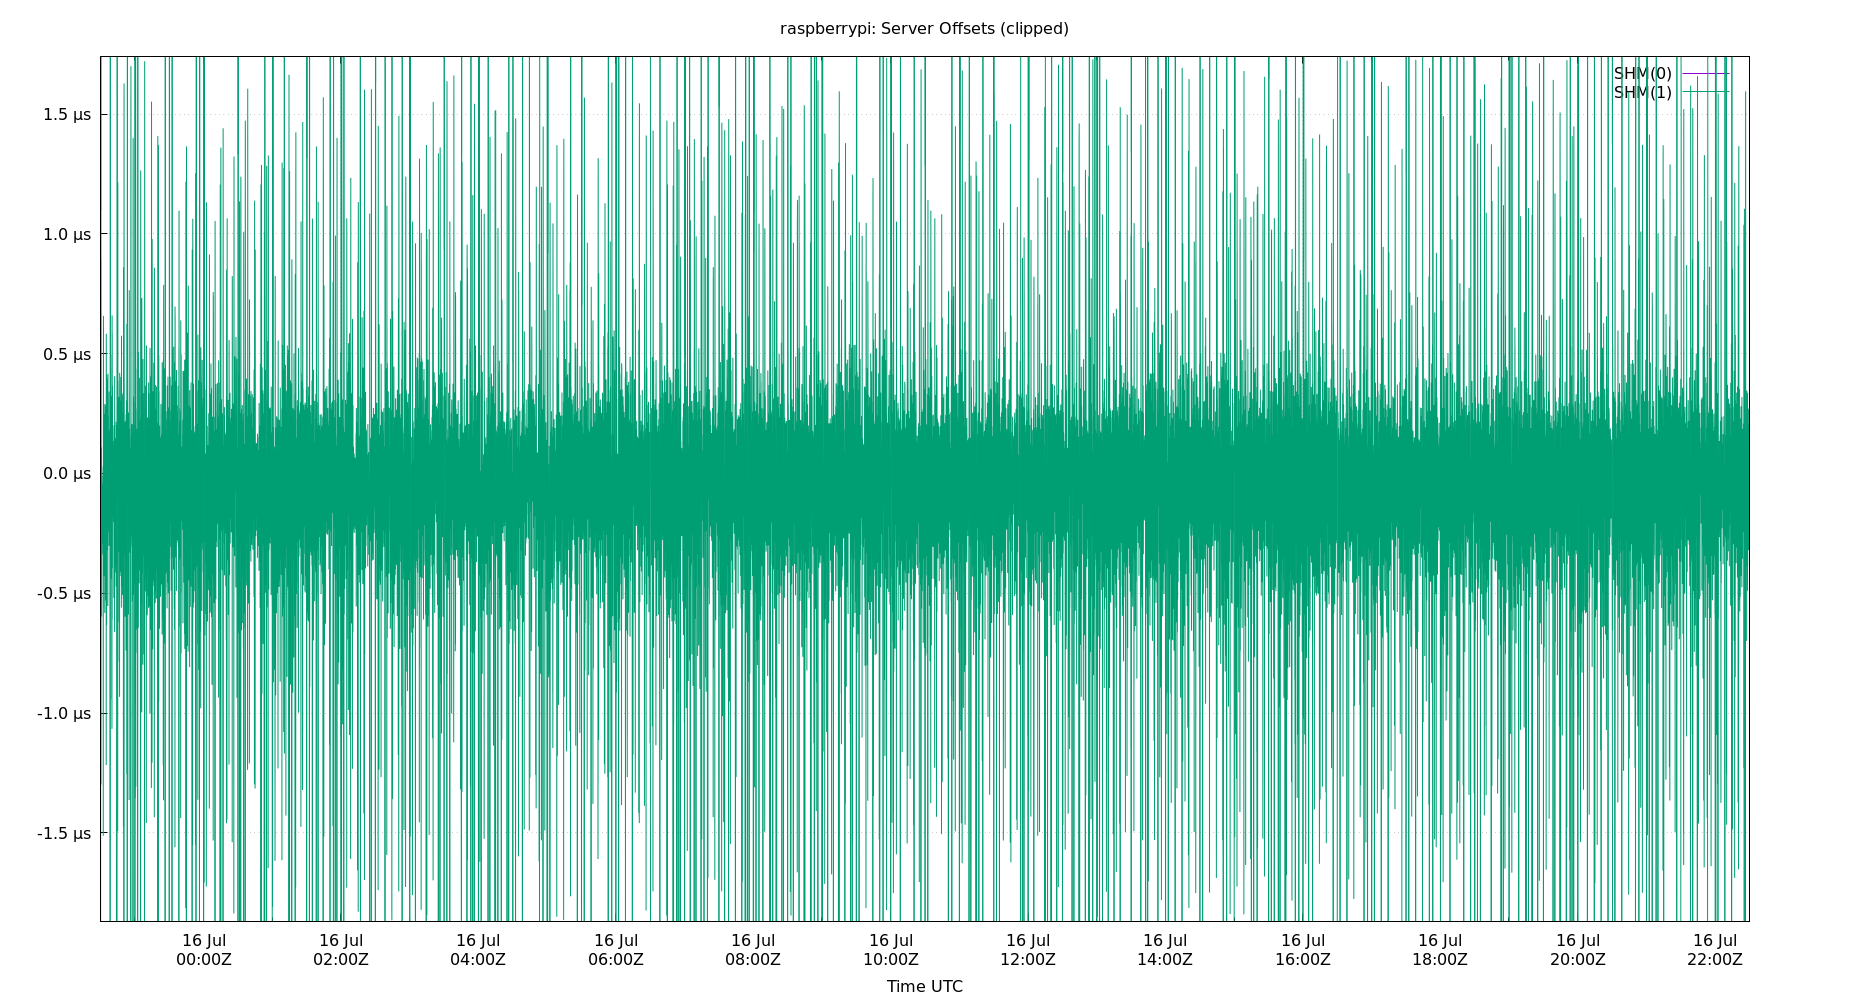 raspberrypi: Server Offsets (clipped)
SHM(0)
SHM(1)
1.5 µs
1.0 µs
0.5 µs
0.0 µs
-0.5 µs
-1.0 µs
-1.5 µs
16 Jul 16 Jul 16 Jul 16 Jul 16 Jul 16 Jul 16 Jul 16 Jul 16 Jul 16 Jul 16 Jul 16 Jul
00:00Z 02:00Z 04:00Z 06:00Z 08:00Z 10:00Z 12:00Z 14:00Z 16:00Z 18:00Z 20:00Z 22:00Z
Time UTC